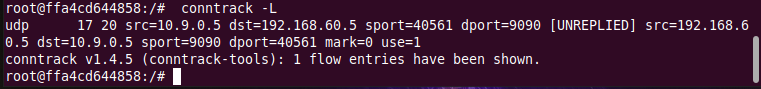 root@ffa4cd644858:/#  conntrack -L
udp      17 20 src=10.9.0.5 dst=192.168.60.5 sport=40561 dport=9090 [UNREPLIED] src=192.168.6
0.5 dst=10.9.0.5 sport=9090 dport=40561 mark=0 use=1
conntrack v1.4.5 (conntrack-tools): 1 flow entries have been shown.
root@ffa4cd644858:/#